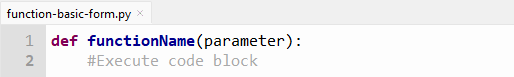 function-basic-form.py ×
1 def functionName(parameter):
2     #Execute code block